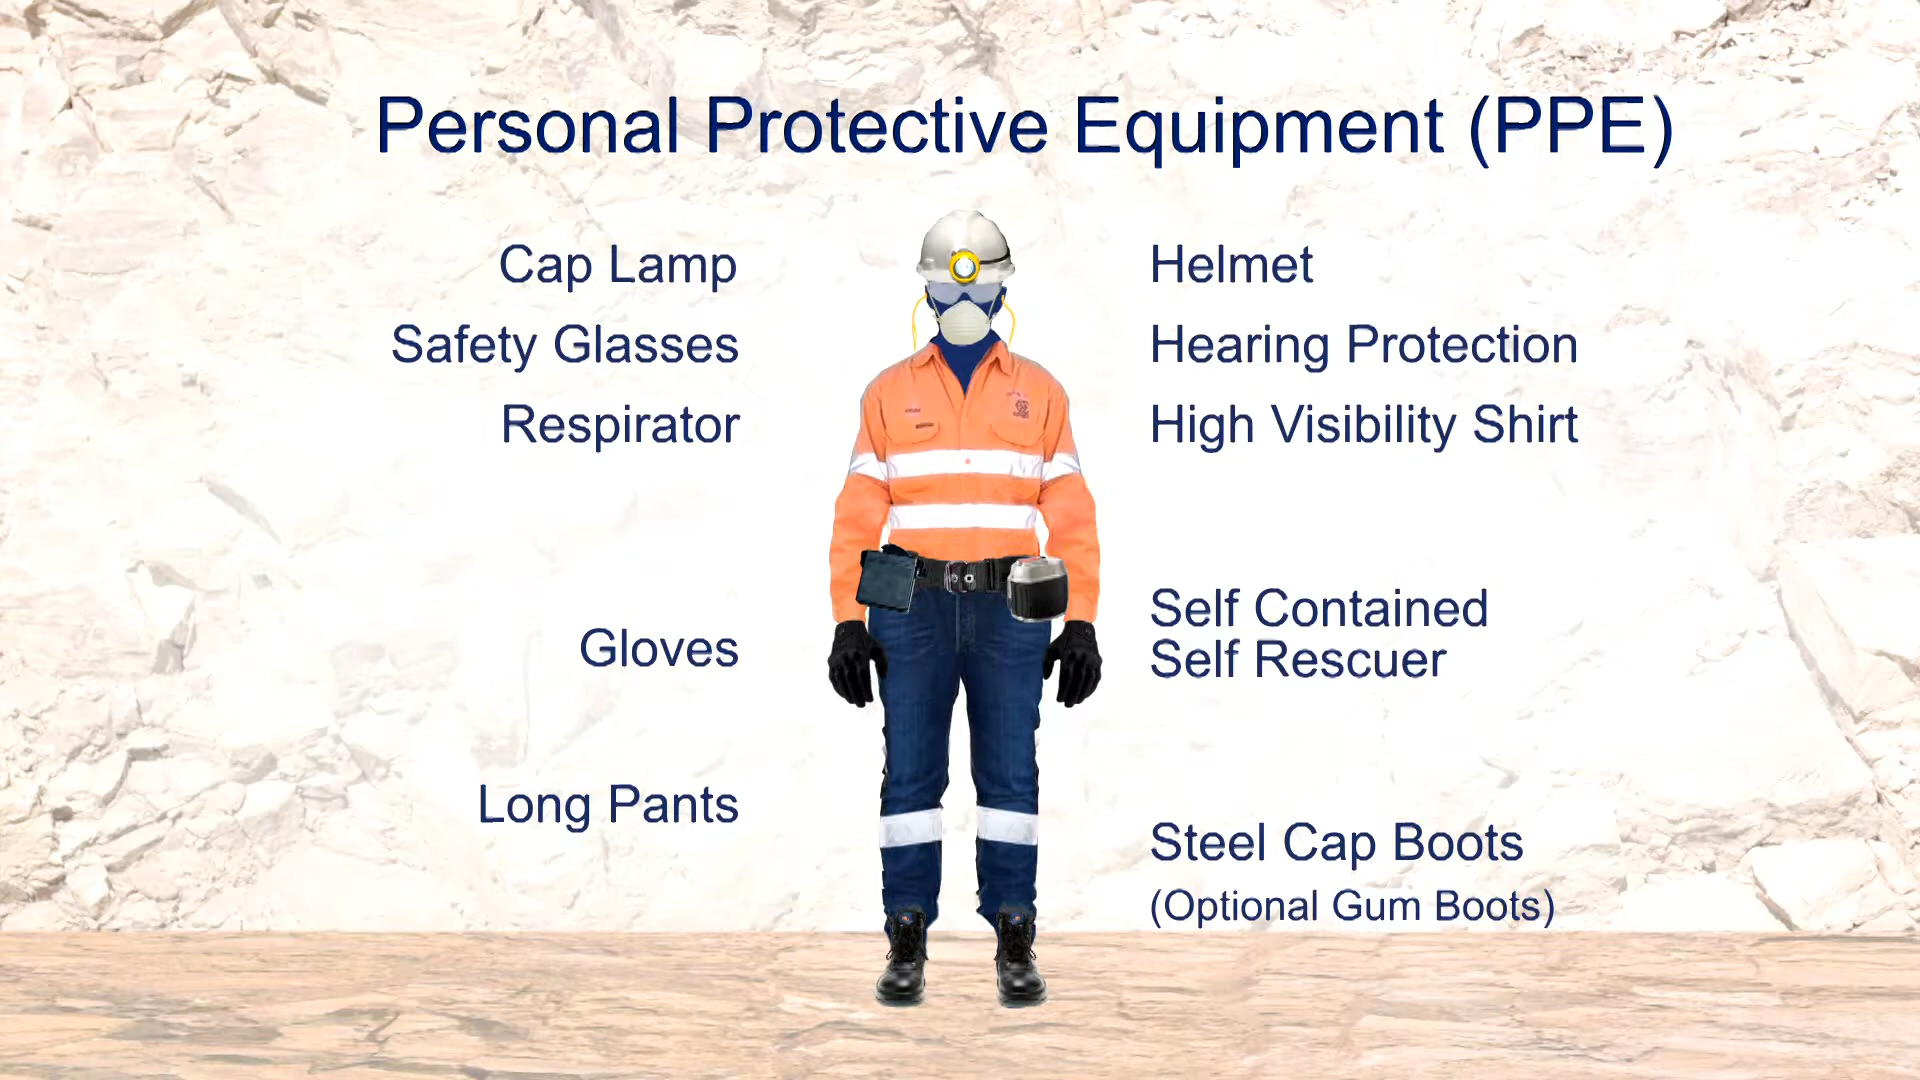 Personal Protective Equipment (PPE)
Cap Lamp
Safety Glasses
Respirator
Gloves
Long Pants
Helmet
Hearing Protection
High Visibility Shirt
Self Contained
Self Rescuer
Steel Cap Boots
(Optional Gum Boots)